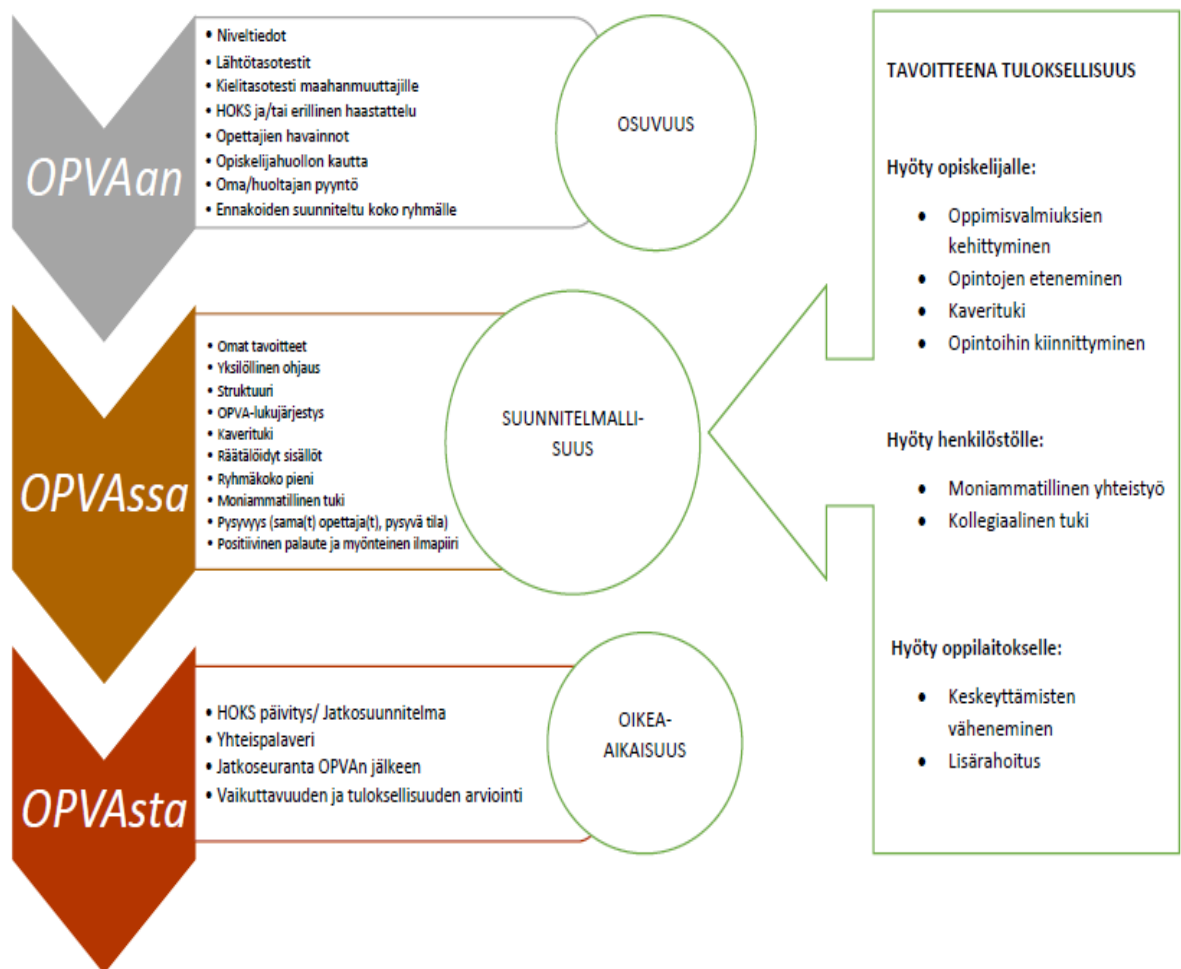 OPVAan
• Niveltiedot
• Lähtötasotestit
• Kielitasotesti maahanmuuttajille
• HOKS ja/tai erillinen haastattelu
• Opettajien havainnot
• Opiskelijahuollon kautta
• Oma/huoltajan pyyntö
• Ennakoiden suunniteltu koko ryhmälle
OSUVUUS
OPVAssa
• Omat tavoitteet
• Yksilöllinen ohjaus
• Struktuuri
• OPVA-lukujärjestys
• Kaverituki
• Räätälöidyt sisällöt
• Ryhmäkoko pieni
• Moniammatillinen tuki
• Pysyvyys (sama(t) opettaja(t), pysyvä tila)
• Positiivinen palaute ja myönteinen ilmapiiri
SUUNNITELMALLI-
SUUS
OPVAsta
• HOKS päivitys/ Jatkosuunnitelma
• Yhteispalaveri
• Jatkoseuranta OPVAn jälkeen
• Vaikuttavuuden ja tuloksellisuuden arviointi
OIKEA-
AIKAISUUS
TAVOITTEENA TULOKSELLISUUS
Hyöty opiskelijalle:
• Oppimisvalmiuksien
kehittyminen
• Opintojen eteneminen
• Kaverituki
• Opintoihin kiinnittyminen
Hyöty henkilöstölle:
• Moniammatillinen yhteistyö
• Kollegiaalinen tuki
Hyöty oppilaitokselle:
• Keskeyttämisten
väheneminen
• Lisärahoitus